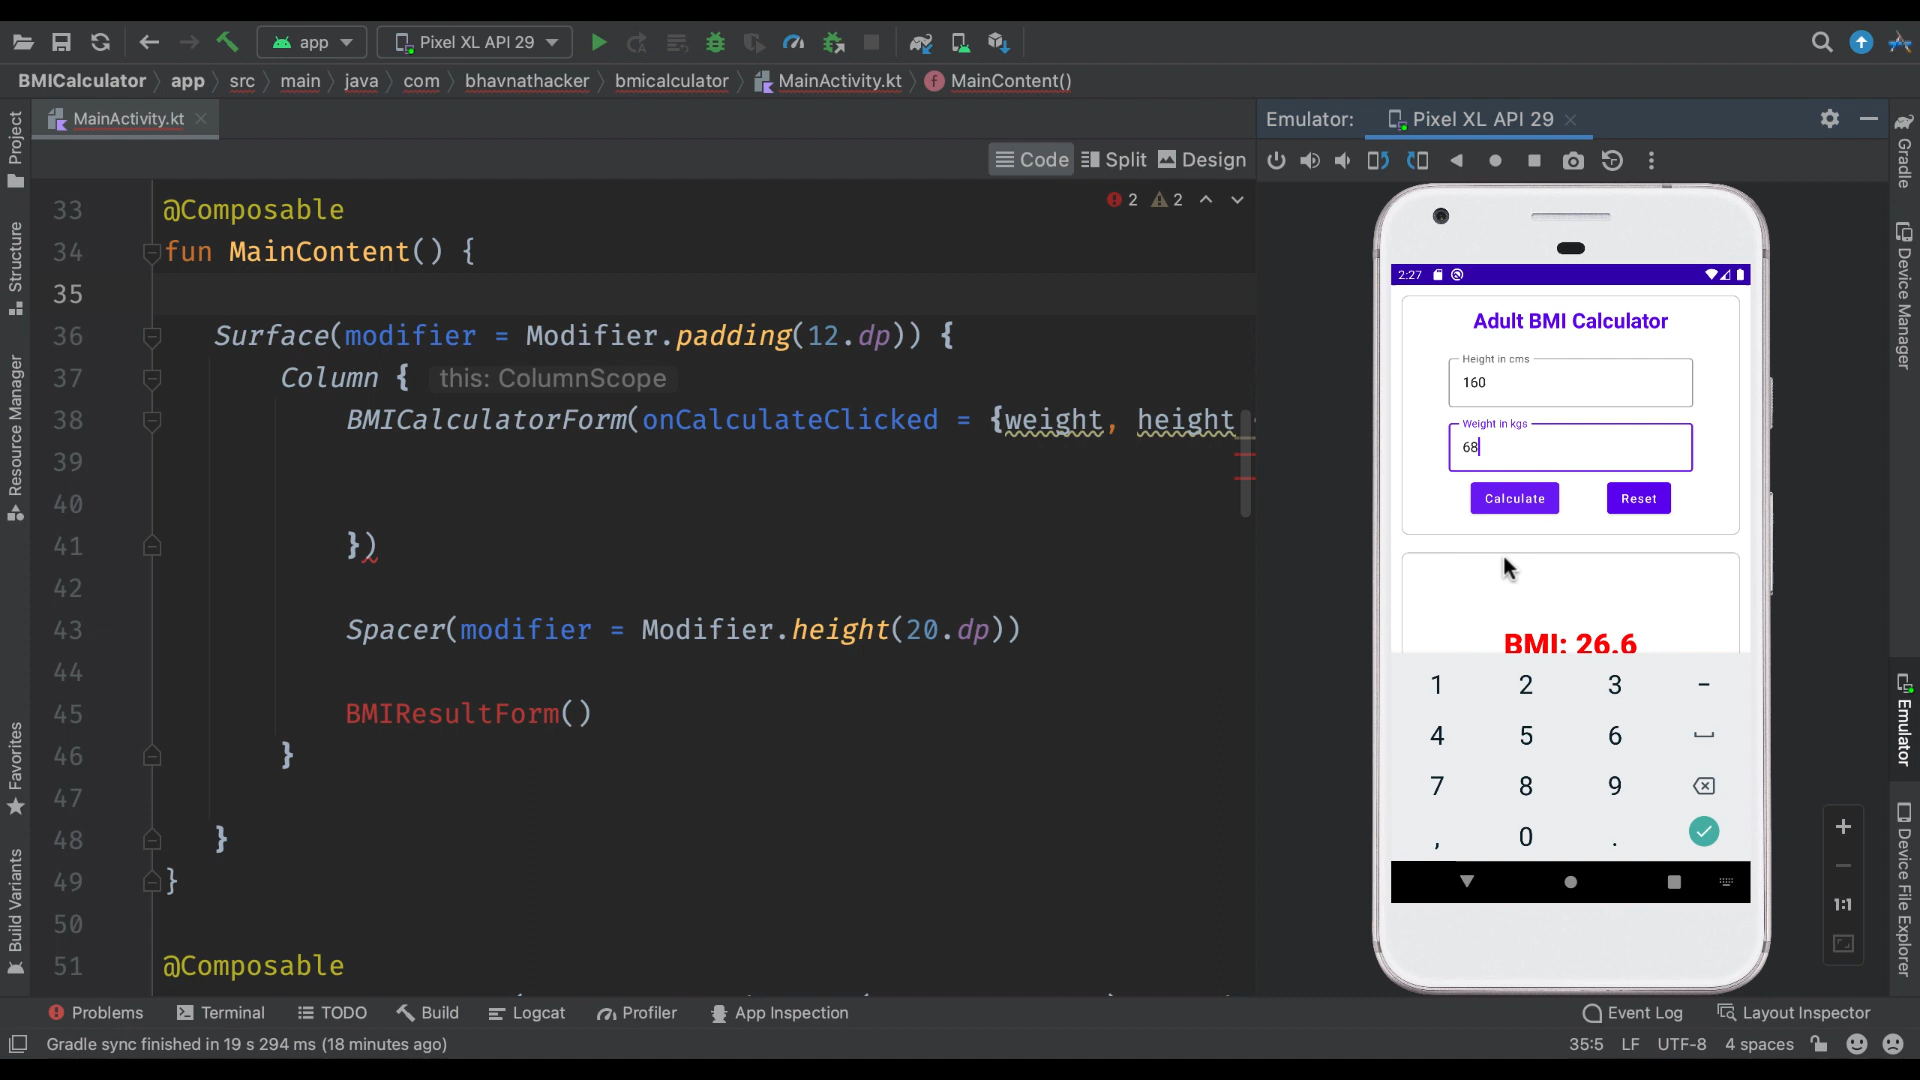 app
Pixel XL API 29
BMICalculator
app
src
main
java
com
bhavnathacker
bmicalculator
MainActivity.kt
MainContent()
MainActivity.kt
Emulator:
Pixel XL API 29
Code
Split
Design
Project
Structure
Resource Manager
Favorites
Build Variants
33 @Composable
2 2
34 fun MainContent() {
35
36 Surface(modifier = Modifier.padding(12.dp)) {
37 Column { this: ColumnScope
38 BMICalculatorForm(onCalculateClicked = {weight, height
39
40
41 })
42
43 Spacer(modifier = Modifier.height(20.dp))
44
45 BMIResultForm()
46 }
47
48 }
49 }
50
51 @Composable
2:27
Adult BMI Calculator
Height in cms
160
Weight in kgs
68
Calculate
Reset
BMI: 26.6
1 2 3 -
4 5 6
7 8 9
, 0 .
1:1
Gradle
Device Manager
Emulator
Device File Explorer
Problems
Terminal
TODO
Build
Logcat
Profiler
App Inspection
Event Log
Layout Inspector
Gradle sync finished in 19 s 294 ms (18 minutes ago)
35:5 LF UTF-8 4 spaces